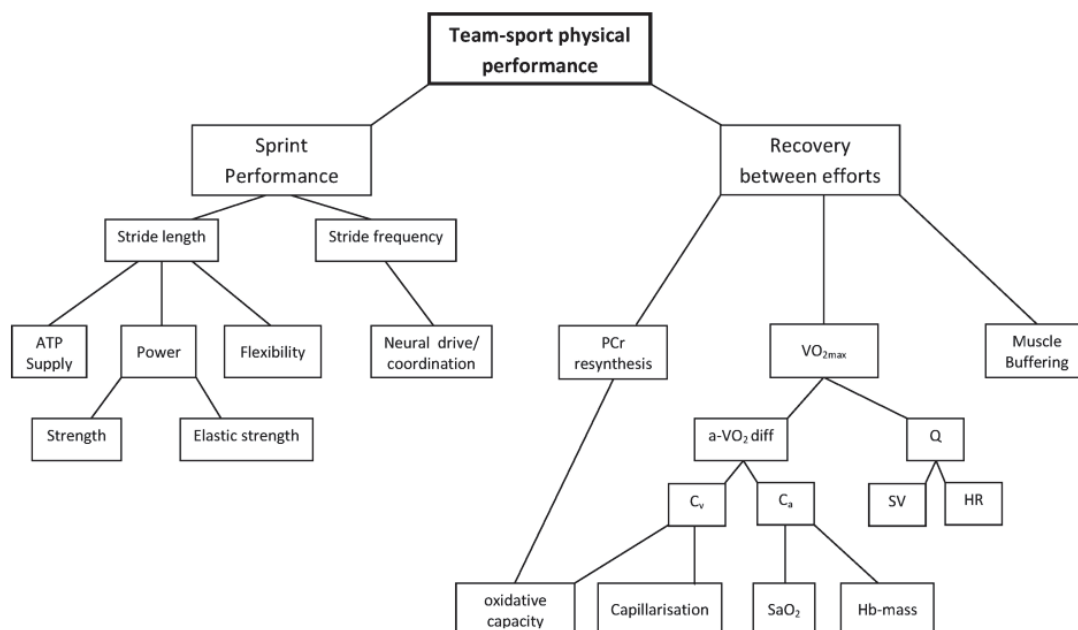 Team-sport physical
performance
Sprint
Performance
Recovery
between efforts
Stride length
Stride frequency
ATP
Supply
Power
Flexibility
Neural drive/
coordination
PCr
resynthesis
VO₂max
Muscle
Buffering
Strength
Elastic strength
a-VO₂ diff
Q
Cᵥ
Cₐ
SV
HR
oxidative
capacity
Capillarisation
SaO₂
Hb-mass